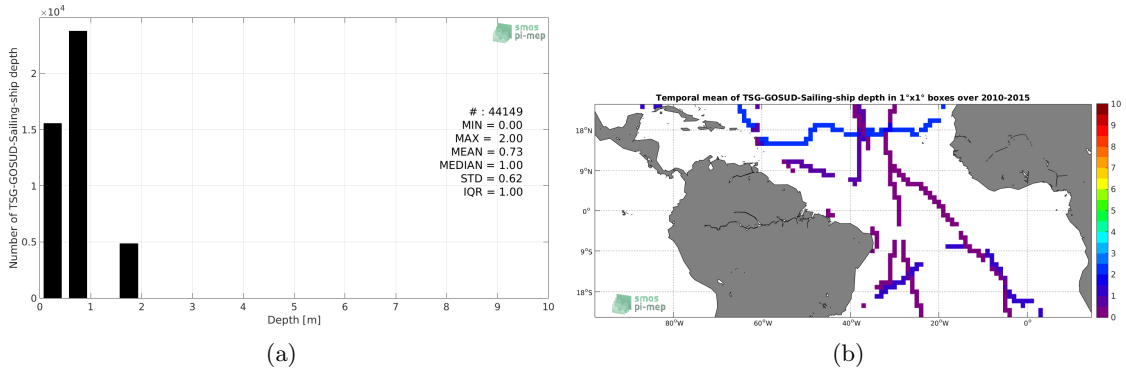 ×10⁴
2
1.5
1
0.5
0
0 1 2 3 4 5 6 7 8 9 10
Number of TSG-GOSUD-Sailing-ship depth
Depth [m]
smos
pi-mep
# : 44149
MIN = 0.00
MAX = 2.00
MEAN = 0.73
MEDIAN = 1.00
STD = 0.62
IQR = 1.00
(a)
Temporal mean of TSG-GOSUD-Sailing-ship depth in 1°x1° boxes over 2010-2015
18°N
9°N
0°
9°S
18°S
80°W 60°W 40°W 20°W 0°
smos
pi-mep
10
9
8
7
6
5
4
3
2
1
0
(b)